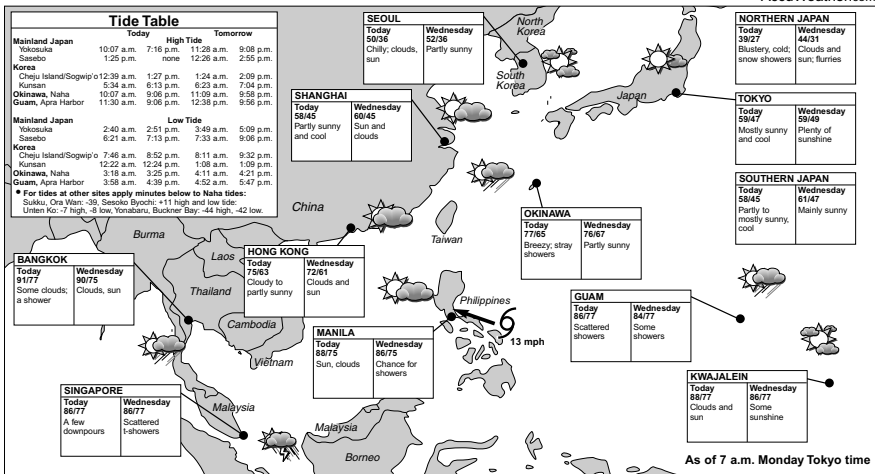 Tide Table
Today Tomorrow
Mainland Japan High Tide
Yokosuka 10:07 a.m. 7:16 p.m. 11:28 a.m. 9:08 p.m.
Sasebo 1:25 p.m. none 12:26 a.m. 2:55 p.m.
Korea
Cheju Island/Sogwip'o 12:39 a.m. 1:27 p.m. 1:24 a.m. 2:09 p.m.
Kunsan 5:34 a.m. 6:13 p.m. 6:23 a.m. 7:04 p.m.
Okinawa, Naha 10:07 a.m. 9:06 p.m. 11:09 a.m. 9:58 p.m.
Guam, Apra Harbor 11:30 a.m. 9:06 p.m. 12:38 p.m. 9:56 p.m.
Mainland Japan Low Tide
Yokosuka 2:40 a.m. 2:51 p.m. 3:49 a.m. 5:09 p.m.
Sasebo 6:21 a.m. 7:13 p.m. 7:33 a.m. 9:06 p.m.
Korea
Cheju Island/Sogwip'o 7:46 a.m. 8:52 p.m. 8:11 a.m. 9:32 p.m.
Kunsan 12:22 a.m. 12:24 p.m. 1:08 a.m. 1:09 p.m.
Okinawa, Naha 3:18 a.m. 3:25 p.m. 4:11 a.m. 4:21 p.m.
Guam, Apra Harbor 3:58 a.m. 4:39 p.m. 4:52 a.m. 5:47 p.m.
• For tides at other sites apply minutes below to Naha tides:
Sukku, Ora Wan: -39, Sesoko Byochi: +11 high and low tide:
Unten Ko: -7 high, -8 low, Yonabaru, Buckner Bay: -44 high, -42 low.
SEOUL
Today Wednesday
50/36 52/36
Chilly; clouds, Partly sunny
sun
North
Korea
South
Korea
Japan
NORTHERN JAPAN
Today Wednesday
39/27 44/31
Blustery, cold; Clouds and
snow showers sun; flurries
SHANGHAI
Today Wednesday
58/45 60/45
Partly sunny Sun and
and cool clouds
TOKYO
Today Wednesday
59/47 59/49
Mostly sunny Plenty of
and cool sunshine
SOUTHERN JAPAN
Today Wednesday
58/45 61/47
Partly to Mainly sunny
mostly sunny,
cool
China
Taiwan
OKINAWA
Today Wednesday
77/65 76/67
Breezy; stray Partly sunny
showers
Burma
Laos
Thailand
Cambodia
Vietnam
BANGKOK
Today Wednesday
91/77 90/75
Some clouds; Clouds, sun
a shower
HONG KONG
Today Wednesday
75/63 72/61
Cloudy to Clouds and
partly sunny sun
Philippines
13 mph
MANILA
Today Wednesday
88/75 86/75
Sun, clouds Chance for
showers
GUAM
Today Wednesday
86/77 84/77
Scattered Some
showers showers
KWAJALEIN
Today Wednesday
88/77 86/77
Clouds and Some
sun sunshine
SINGAPORE
Today Wednesday
86/77 86/77
A few Scattered
downpours t-showers
Malaysia
Malaysia
Borneo
As of 7 a.m. Monday Tokyo time